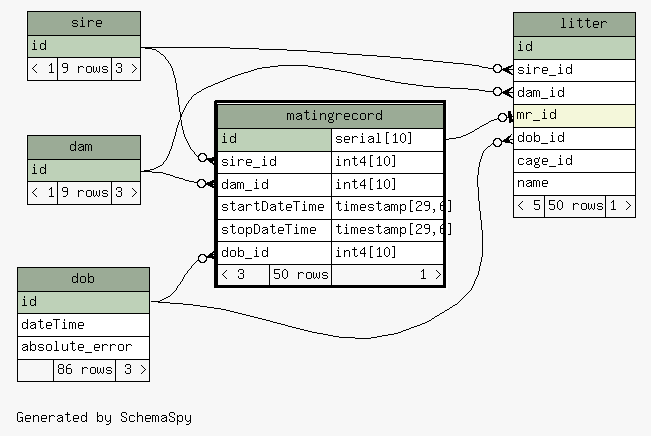 sire
id
< 1 9 rows 3 >
dam
id
< 1 9 rows 3 >
dob
id
dateTime
absolute_error
86 rows 3 >
matingrecord
id serial[10]
sire_id int4[10]
dam_id int4[10]
startDateTime timestamp[29,6]
stopDateTime timestamp[29,6]
dob_id int4[10]
< 3 50 rows 1 >
litter
id
sire_id
dam_id
mr_id
dob_id
cage_id
name
< 5 50 rows 1 >
Generated by SchemaSpy